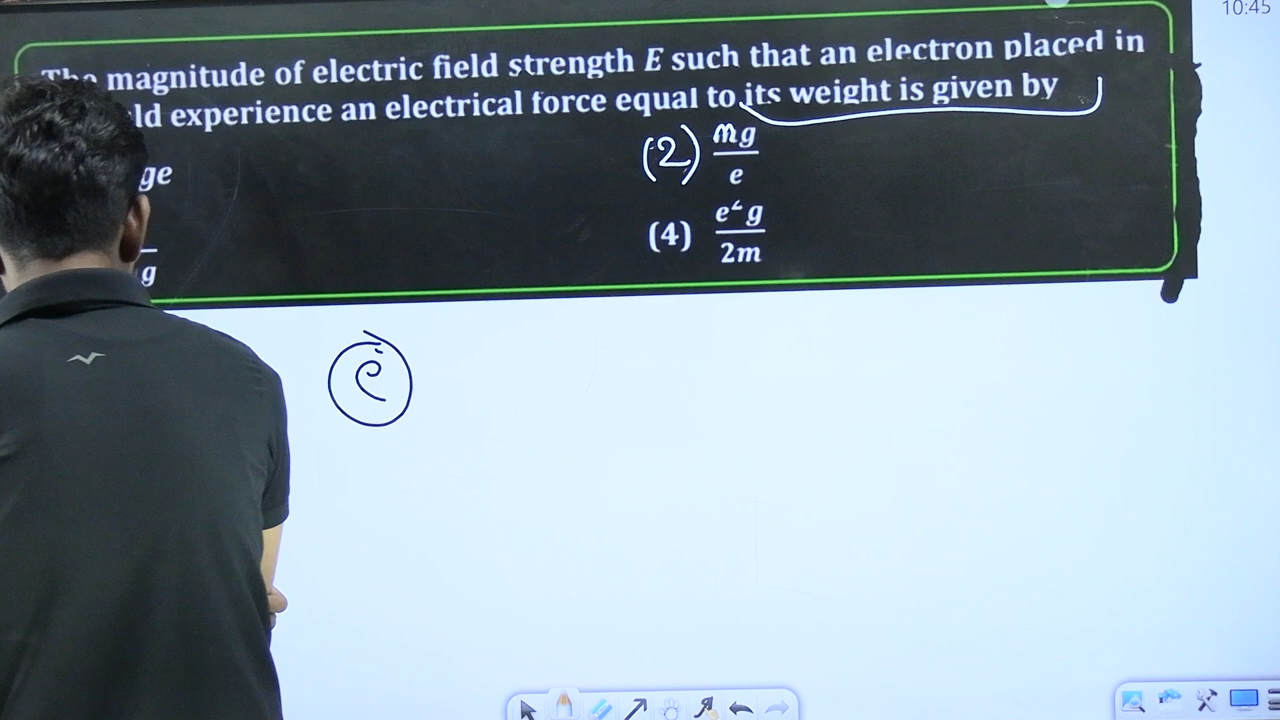 10:45
The magnitude of electric field strength E such that an electron placed in
experience an electrical force equal to its weight is given by
ge
(2) mg/e
g
(4) e²g/2m
e